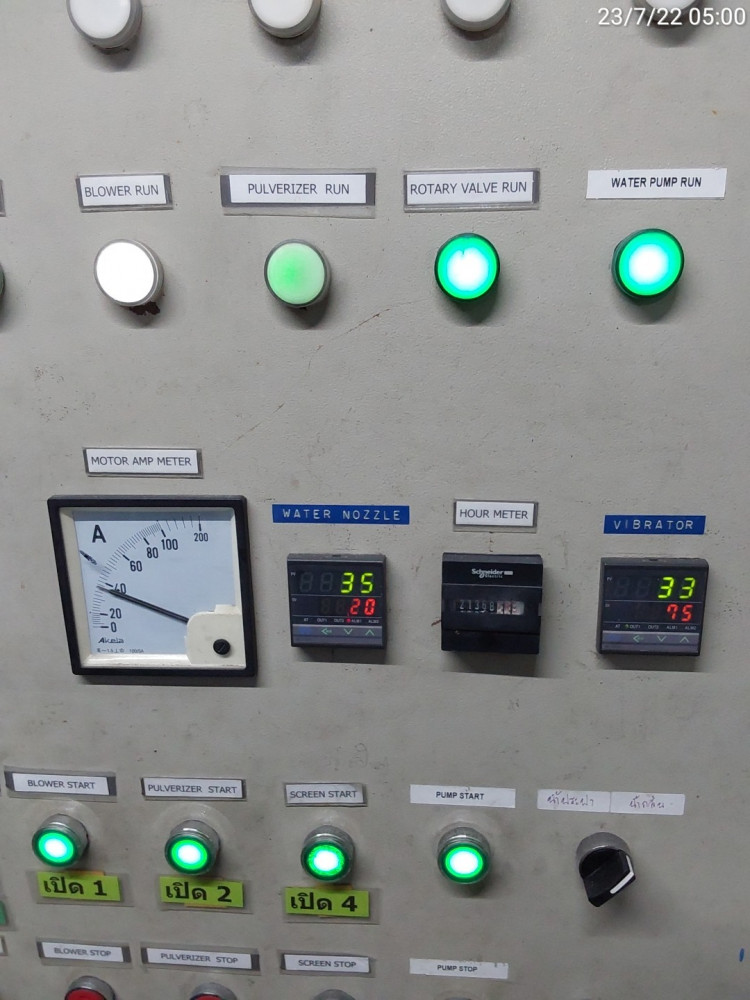 23/7/22 05:00
BLOWER RUN
PULVERIZER RUN
ROTARY VALVE RUN
WATER PUMP RUN
MOTOR AMP METER
WATER NOZZLE
HOUR METER
VIBRATOR
A
200
100
80
60
40
20
0
Akela
35
20
Schneider
Electric
33
75
BLOWER START
PULVERIZER START
SCREEN START
PUMP START
เปิด 1
เปิด 2
เปิด 4
BLOWER STOP
PULVERIZER STOP
SCREEN STOP
PUMP STOP